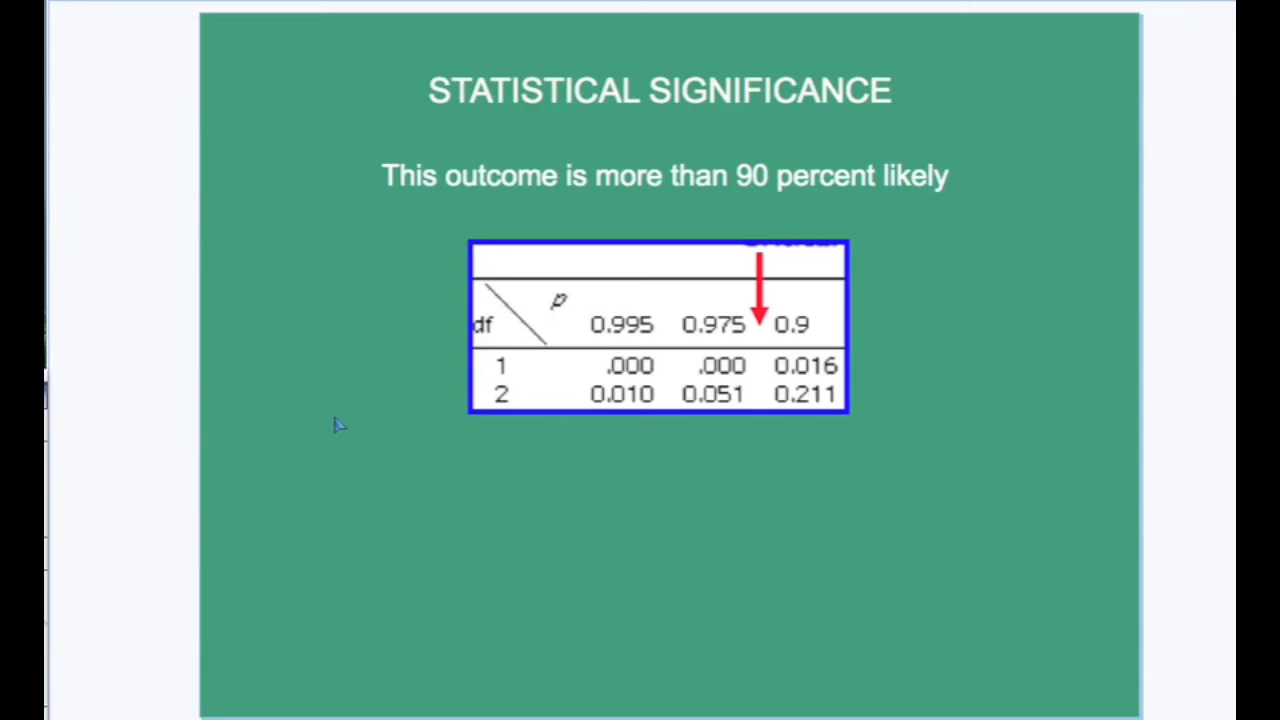 STATISTICAL SIGNIFICANCE
This outcome is more than 90 percent likely
p
df 0.995 0.975 0.9
1 .000 .000 0.016
2 0.010 0.051 0.211